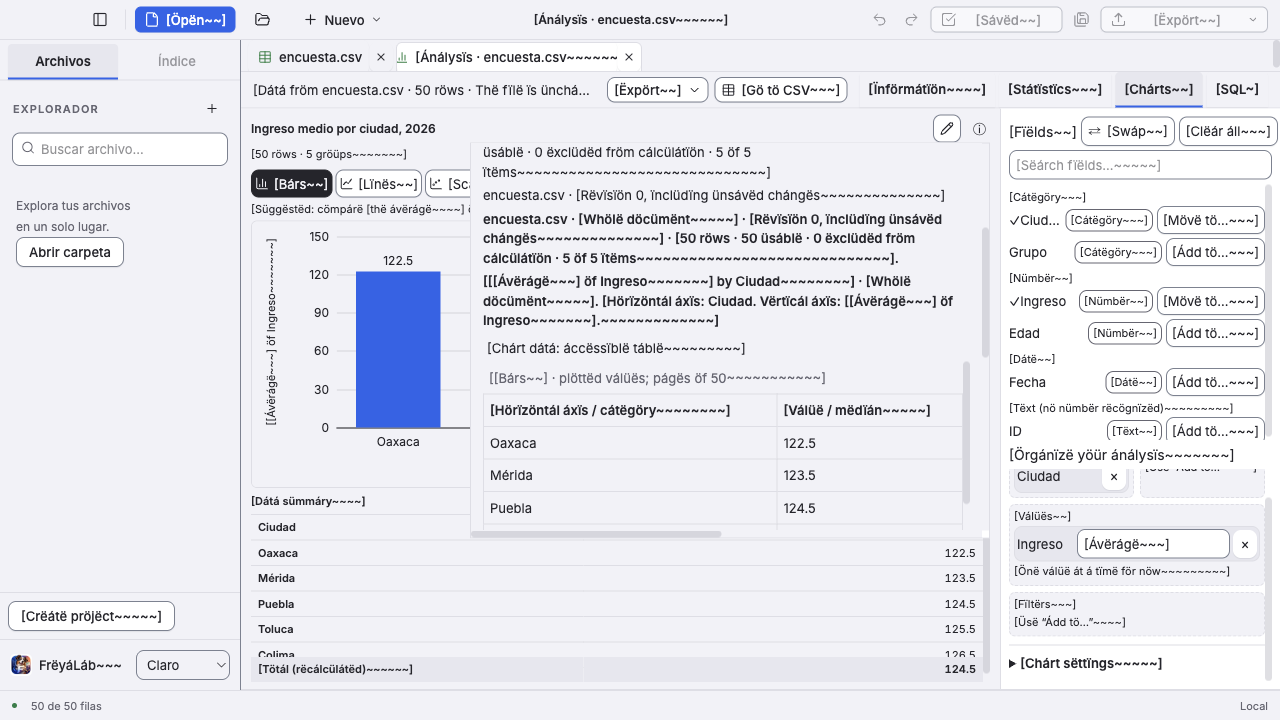 [Öpën~~]
Nuevo
[Ánálysïs · encuesta.csv~~~~~~]
[Sávëd~~~]
[Ëxpört~~]
Archivos
Índice
encuesta.csv ×
[Ánálysïs · encuesta.csv~~~~~~ ×
[Dátá fröm encuesta.csv · 50 röws · Thë fïlë ïs únchá...
[Ëxpört~~]
[Gö tö CSV~~~]
[Ïnförmátïön~~~~]
[Státïstïcs~~~]
[Chárts~~]
[SQL~]
EXPLORADOR
Buscar archivo...
Explora tus archivos
en un solo lugar.
Abrir carpeta
[Crëátë pröjëct~~~~~]
FrëyáLáb~~~
Claro
Ingreso medio por ciudad, 2026
[50 röws · 5 gröüps~~~~~~~]
[Bárs~~]
[Lïnës~~]
[Sca
[Süggëstëd: cömpárë [thë ávërágë~~~~]
150
120
90
60
30
0
[[Ávërágë~~~] öf Ingreso~~~~~~~]
122.5
Oaxaca
üsáblë · 0 ëxclüdëd fröm cálcülátïön · 5 öf 5
ïtëms~~~~~~~~~~~~~~~~~~~~~~~~~~~~]
encuesta.csv · [Rëvïsïön 0, ïnclüdïng ünsávëd chángës~~~~~~~~~~~~~~]
encuesta.csv · [Whölë döcümënt~~~~~] · [Rëvïsïön 0, ïnclüdïng ünsávëd
chángës~~~~~~~~~~~~~~] · [50 röws · 50 üsáblë · 0 ëxclüdëd fröm
cálcülátïön · 5 öf 5 ïtëms~~~~~~~~~~~~~~~~~~~~~~~~~~~~].
[[[Ávërágë~~~] öf Ingreso~~~~~~~] by Ciudad~~~~~~~~] · [Whölë
döcümënt~~~~~]. [Hörïzöntál áxïs: Ciudad. Vërtïcál áxïs: [[Ávërágë~~~] öf
Ingreso~~~~~~~].~~~~~~~~~~~~~]
[Chárt dátá: áccëssïblë táblë~~~~~~~~~]
[[Bárs~~] · plöttëd válüës; págës öf 50~~~~~~~~~~~]
[Hörïzöntál áxïs / cátëgöry~~~~~~~~] [Válüë / mëdïán~~~~~]
Oaxaca 122.5
Mérida 123.5
Puebla 124.5
[Dátá sümmáry~~~~]
Ciudad
Oaxaca 122.5
Mérida 123.5
Puebla 124.5
Toluca 125.5
Colima 126.5
[Tötál (rëcálcülátëd)~~~~~~] 124.5
[Fïëlds~~]
[Swáp~~]
[Clëár áll~~~]
[Sëárch fïëlds...~~~~~]
[Cátëgöry~~~]
✓Ciud... [Cátëgöry~~~] [Mövë tö...~~~]
Grupo [Cátëgöry~~~] [Ádd tö...~~~]
[Nümbër~~]
✓Ingreso [Nümbër~~] [Mövë tö...~~~]
Edad [Nümbër~~] [Ádd tö...~~~]
[Dátë~~]
Fecha [Dátë~~] [Ádd tö...~~~]
[Tëxt (nö nümbër rëcögnïzëd)~~~~~~~~~]
ID [Tëxt~~] [Ádd tö...~~~]
[Örgánïzë yöür ánálysïs~~~~~~~]
Ciudad ×
[Válüës~~]
Ingreso [Ávërágë~~~] ×
[Önë válüë át á tïmë för nöw~~~~~~~~~]
[Fïltërs~~~]
[Üsë “Ádd tö...”~~~~]
[Chárt sëttïngs~~~~~]
50 de 50 filas
Local